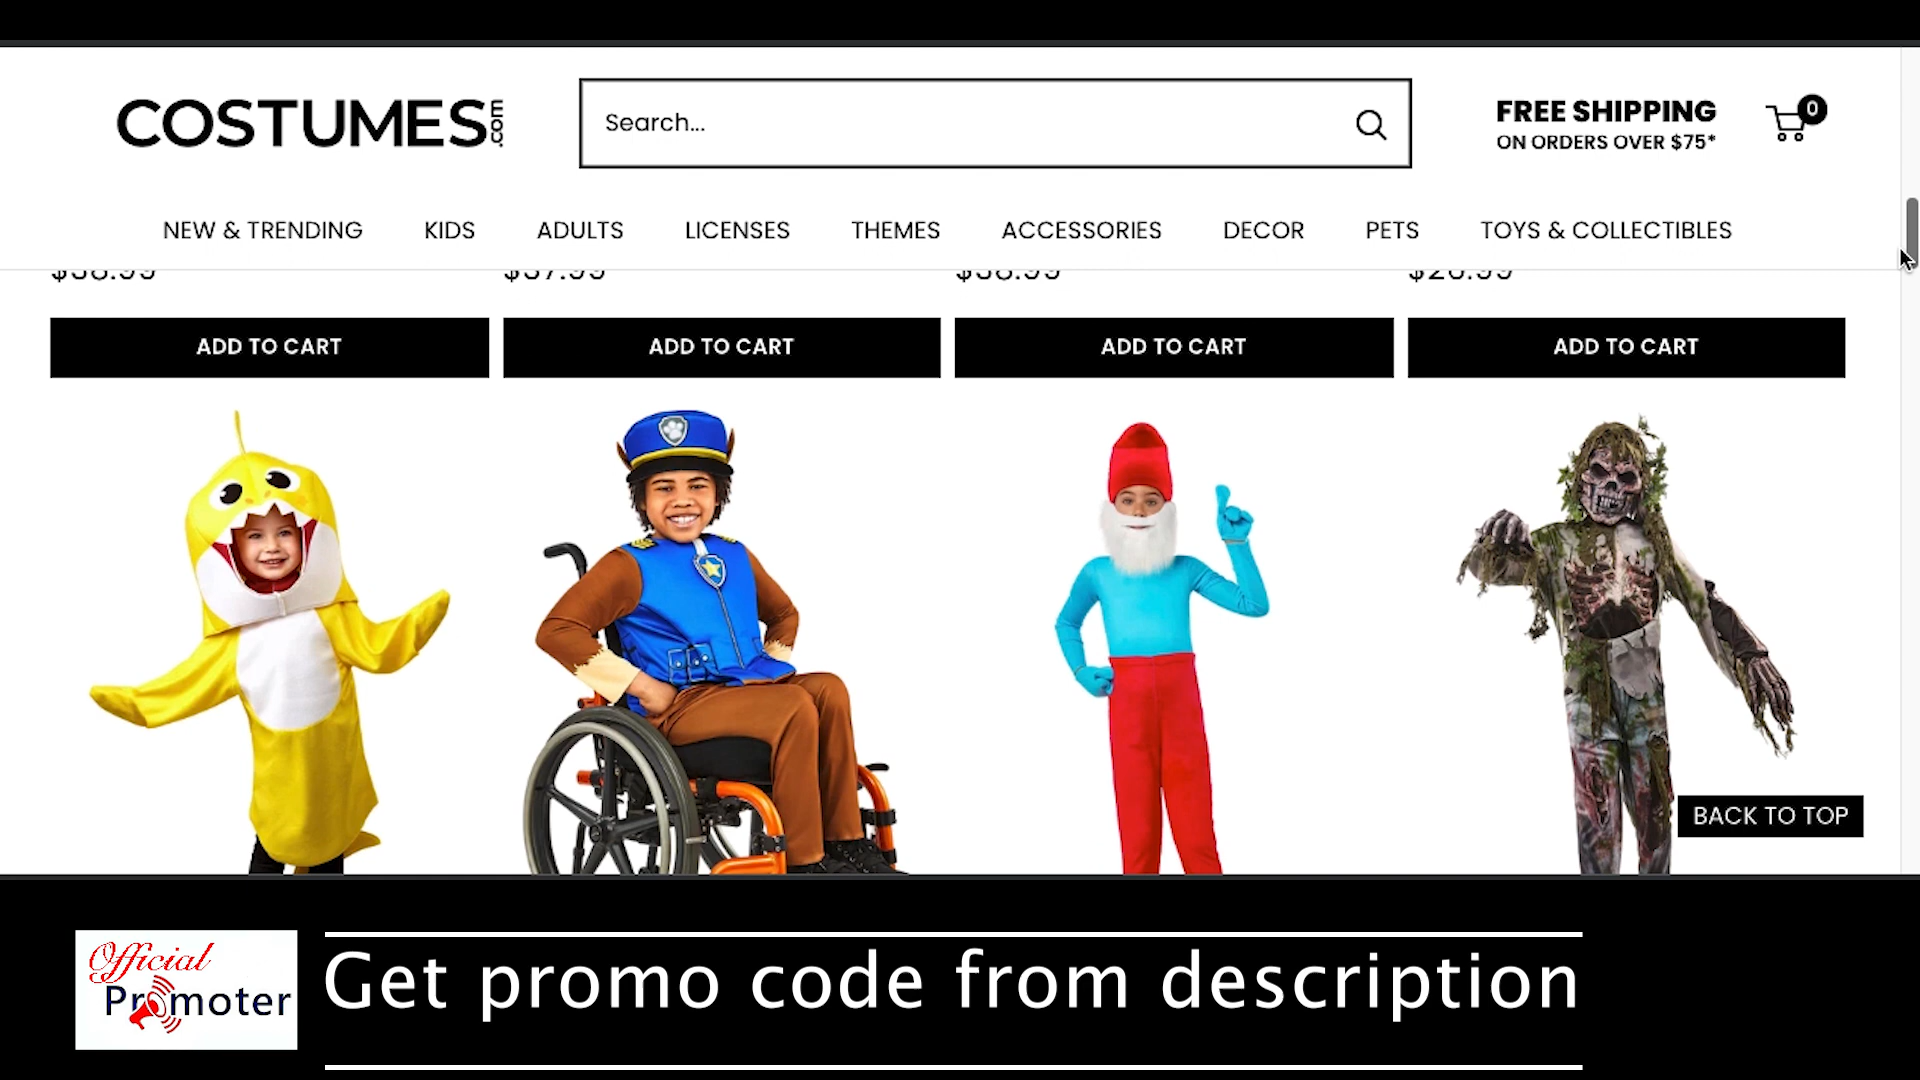 COSTUMES.com
Search...
FREE SHIPPING
ON ORDERS OVER $75*
0
NEW & TRENDING KIDS ADULTS LICENSES THEMES ACCESSORIES DECOR PETS TOYS & COLLECTIBLES
ADD TO CART ADD TO CART ADD TO CART ADD TO CART
BACK TO TOP
Official
Promoter
Get promo code from description